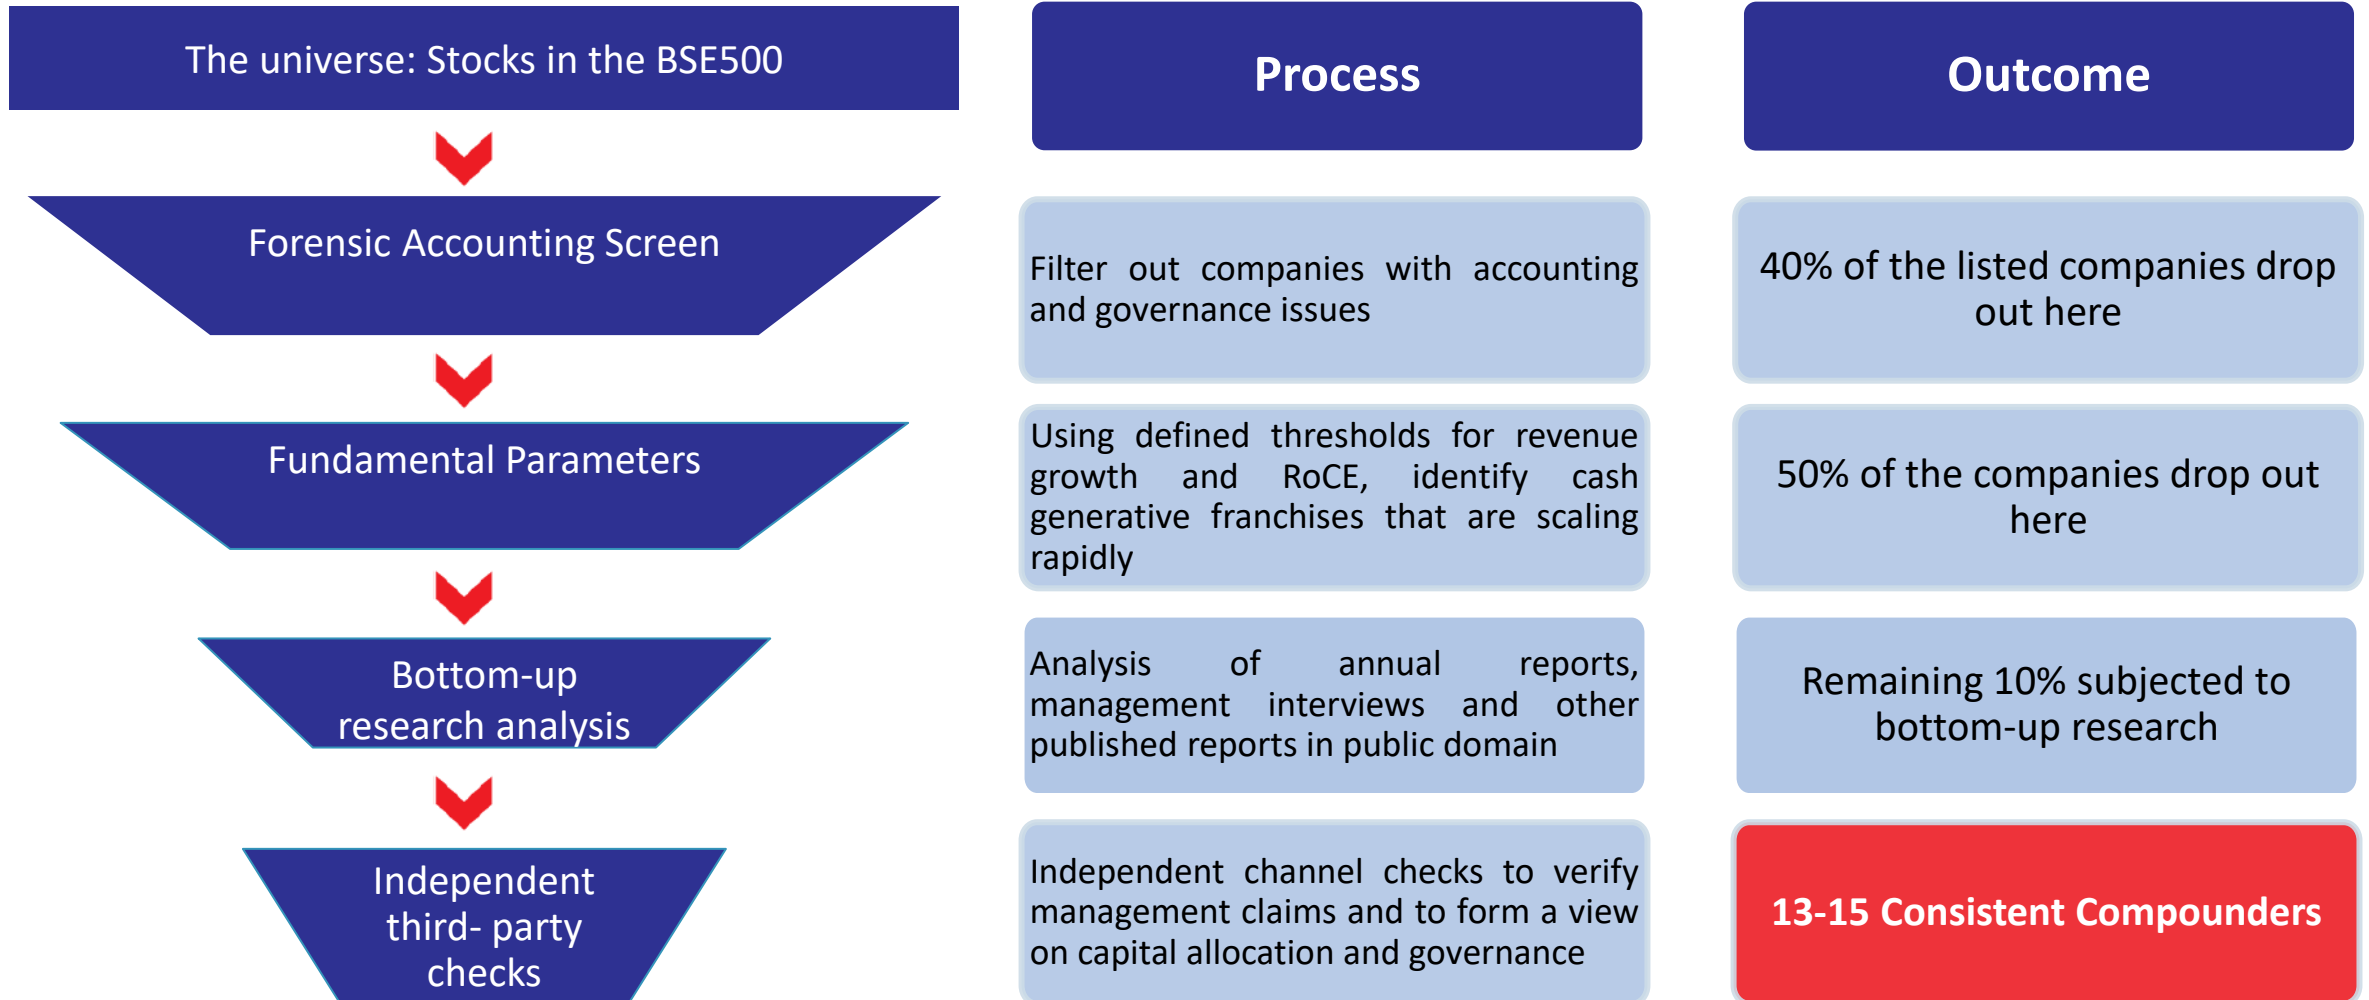 The universe: Stocks in the BSE500
Process
Outcome
Forensic Accounting Screen
Filter out companies with accounting
and governance issues
40% of the listed companies drop
out here
Fundamental Parameters
Using defined thresholds for revenue
growth and RoCE, identify cash
generative franchises that are scaling
rapidly
50% of the companies drop out
here
Bottom-up
research analysis
Analysis of annual reports,
management interviews and other
published reports in public domain
Remaining 10% subjected to
bottom-up research
Independent
third- party
checks
Independent channel checks to verify
management claims and to form a view
on capital allocation and governance
13-15 Consistent Compounders